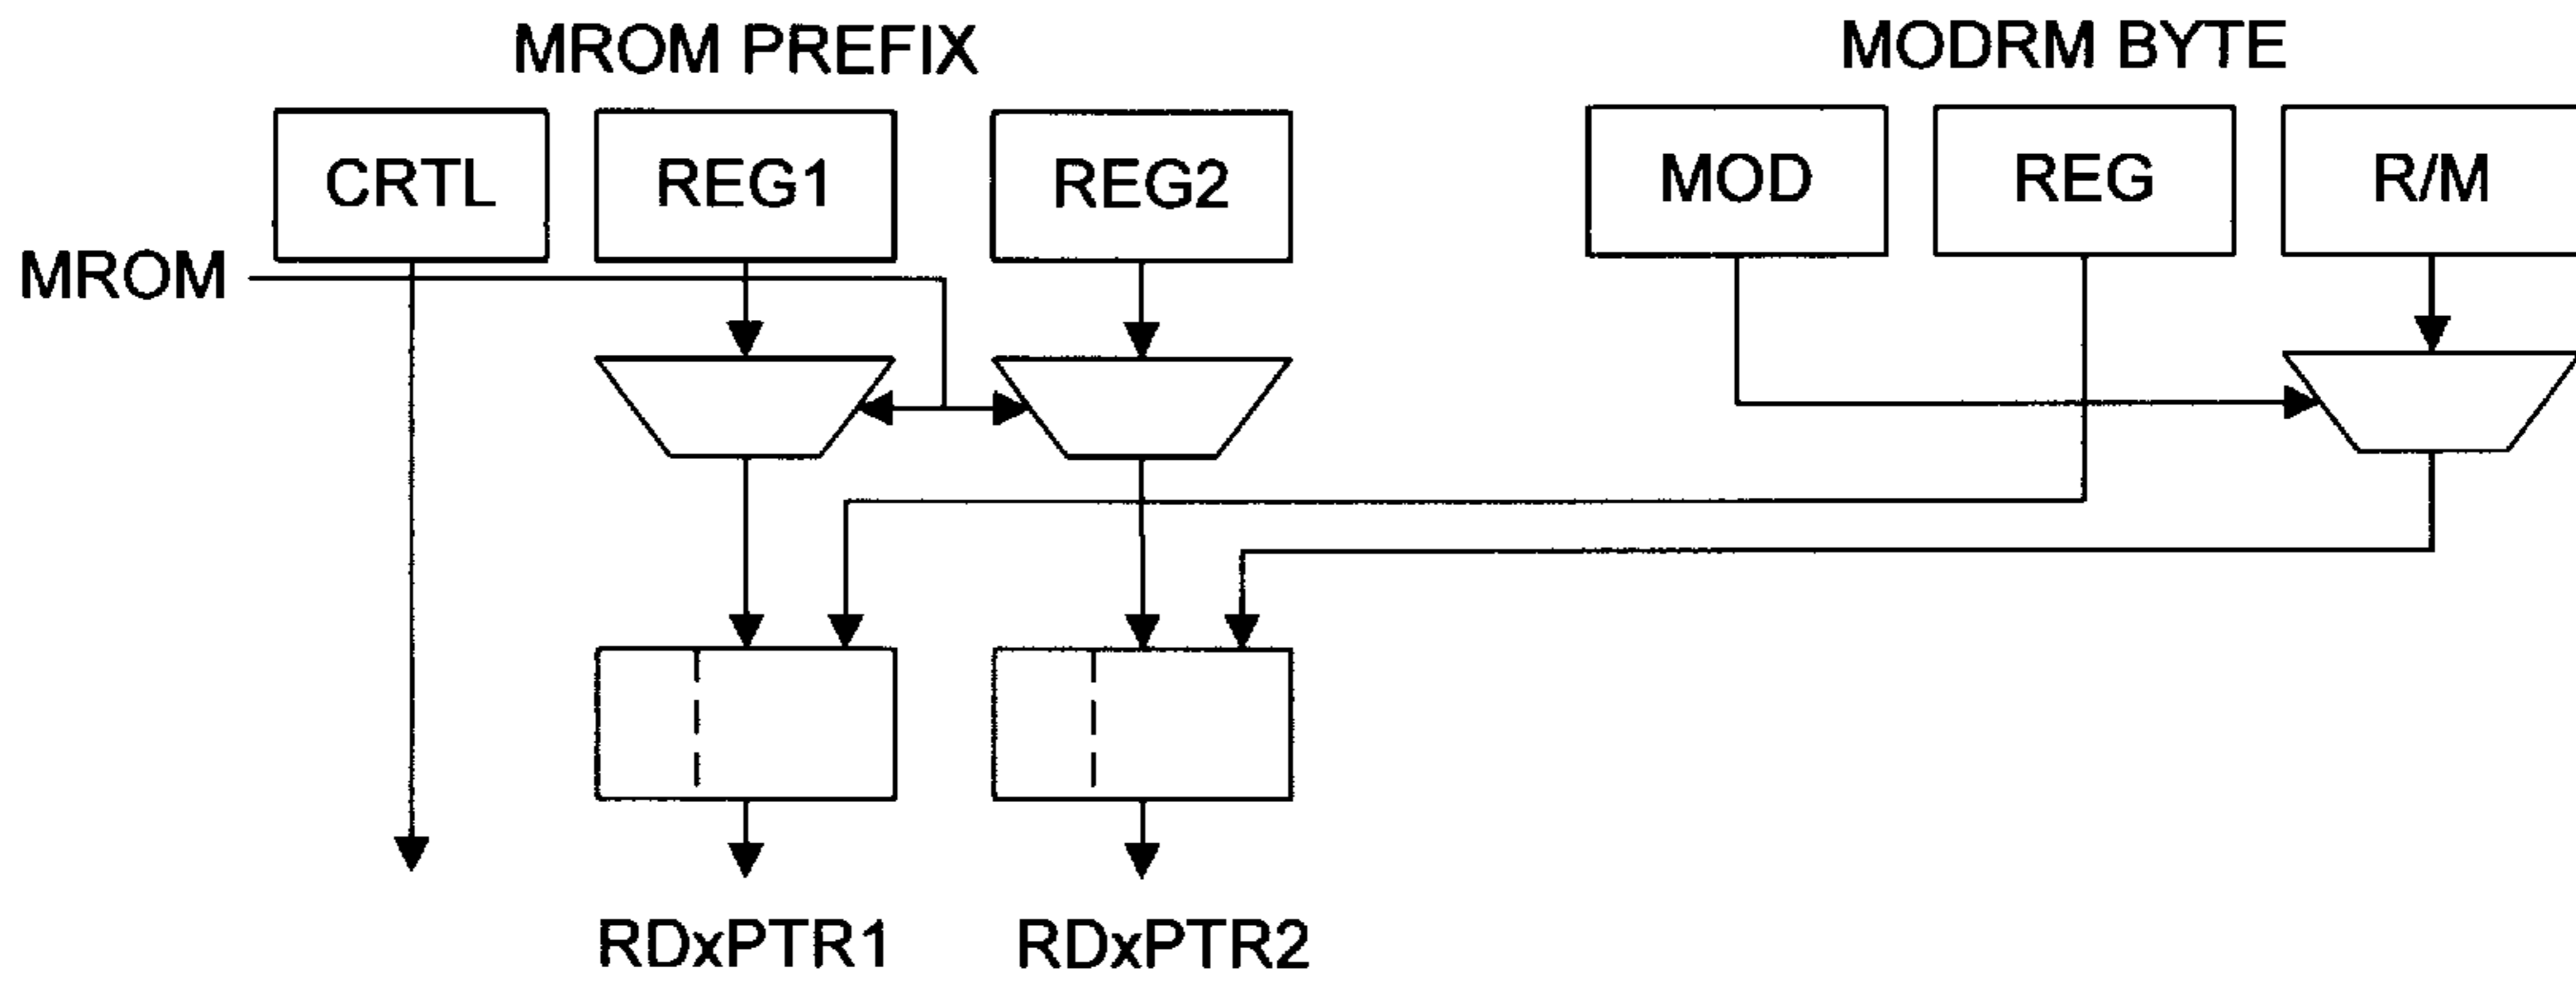 MROM PREFIX
MODRM BYTE
CRTL
REG1
REG2
MOD
REG
R/M
MROM
RDxPTR1
RDxPTR2